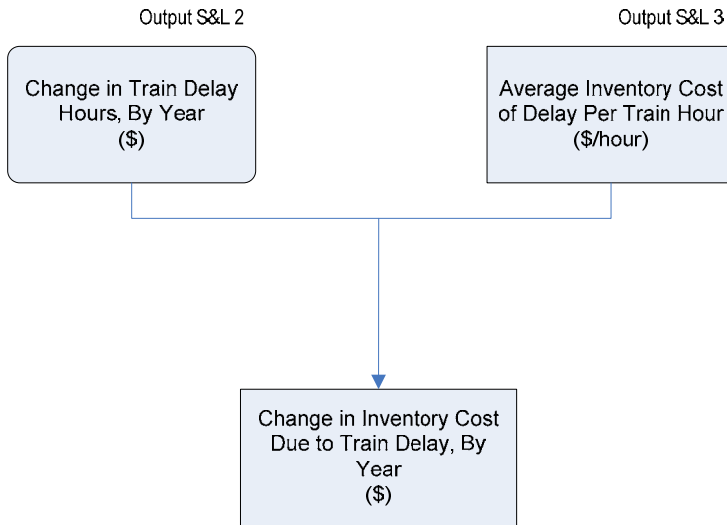 Output S&L 2
Output S&L 3
Change in Train Delay
Hours, By Year
($)
Average Inventory Cost
of Delay Per Train Hour
($/hour)
Change in Inventory Cost
Due to Train Delay, By
Year
($)